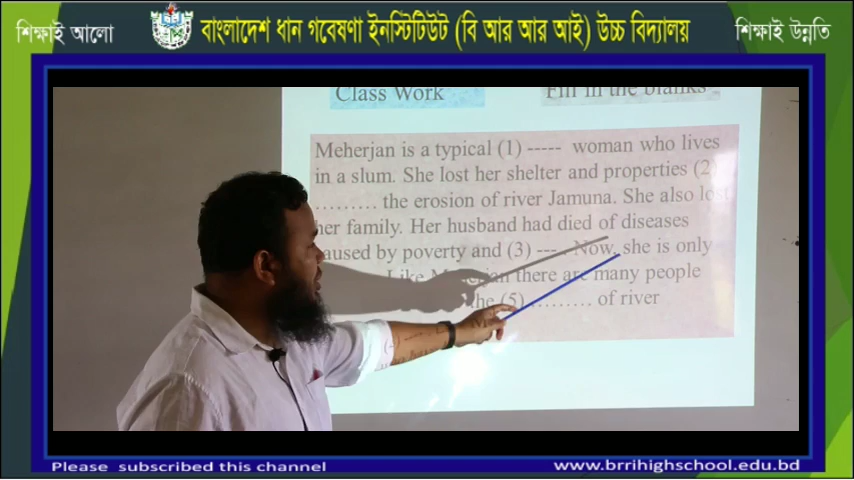 শিক্ষাই আলো
বাংলাদেশ ধান গবেষণা ইনস্টিটিউট (বি আর আর আই) উচ্চ বিদ্যালয়
শিক্ষাই উন্নতি
Class Work
Fill in the blanks
Meherjan is a typical (1) ----- woman who lives
in a slum. She lost her shelter and properties (2)
......... the erosion of river Jamuna. She also lost
her family. Her husband had died of diseases
caused by poverty and (3) --- . Now, she is only
Like Meherjan there are many people
the (5) ......... of river
Please subscribed this channel
www.brrihighschool.edu.bd